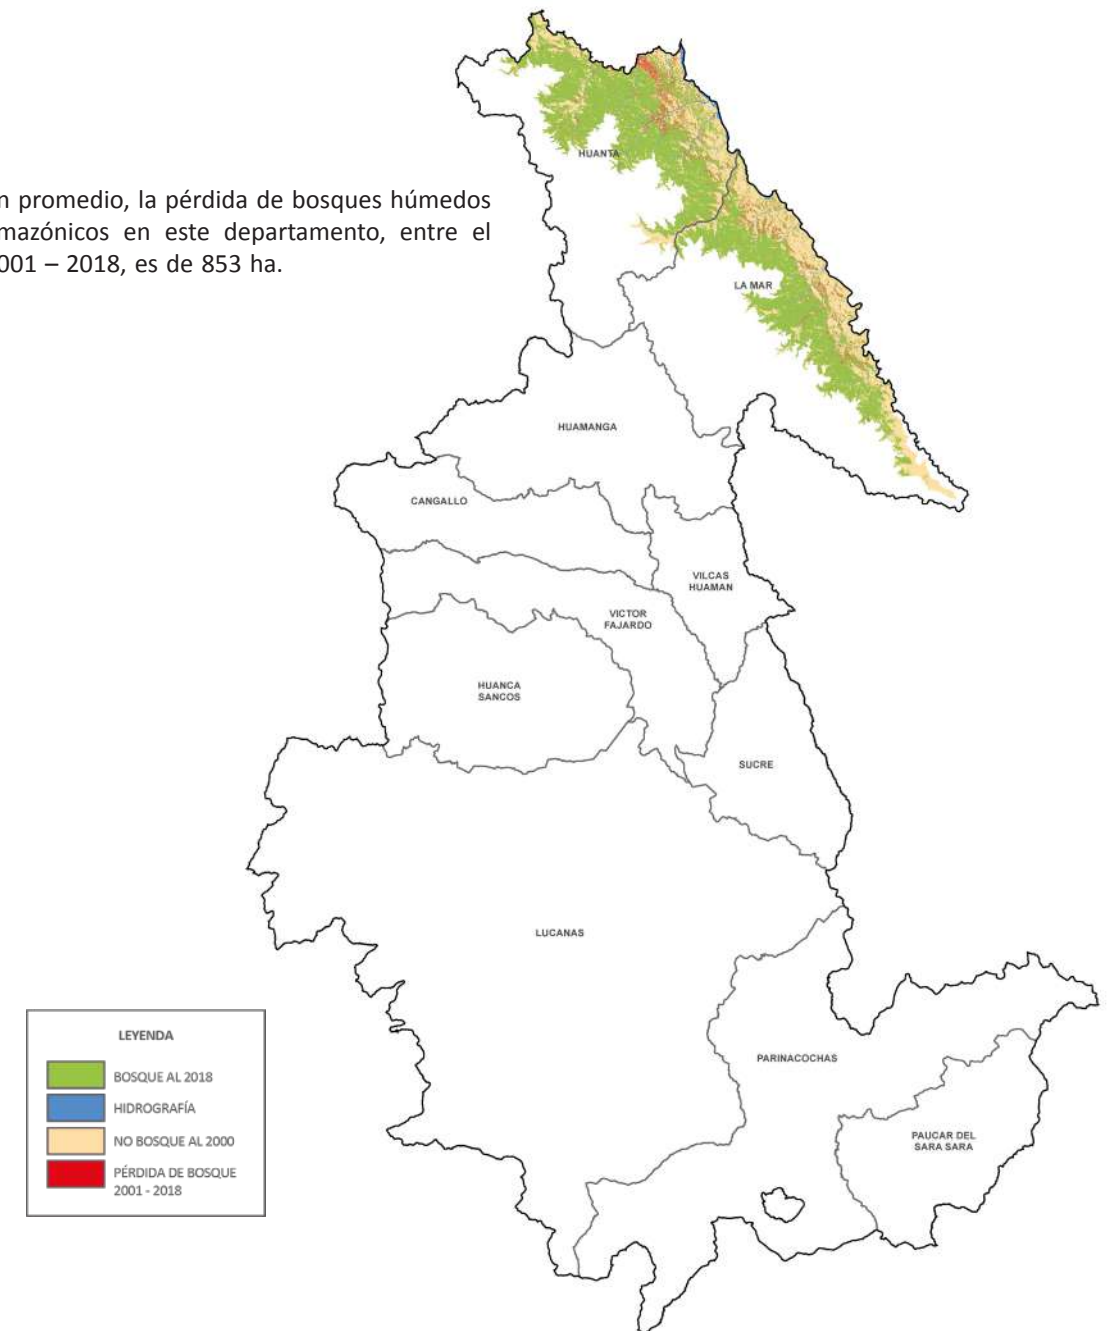 n promedio, la pérdida de bosques húmedos
mazónicos en este departamento, entre el
001 – 2018, es de 853 ha.
HUANTA
LA MAR
HUAMANGA
CANGALLO
VILCAS
HUAMAN
VICTOR
FAJARDO
HUANCA
SANCOS
SUCRE
LUCANAS
PARINACOCHAS
PAUCAR DEL
SARA SARA
LEYENDA
BOSQUE AL 2018
HIDROGRAFÍA
NO BOSQUE AL 2000
PÉRDIDA DE BOSQUE
2001 - 2018